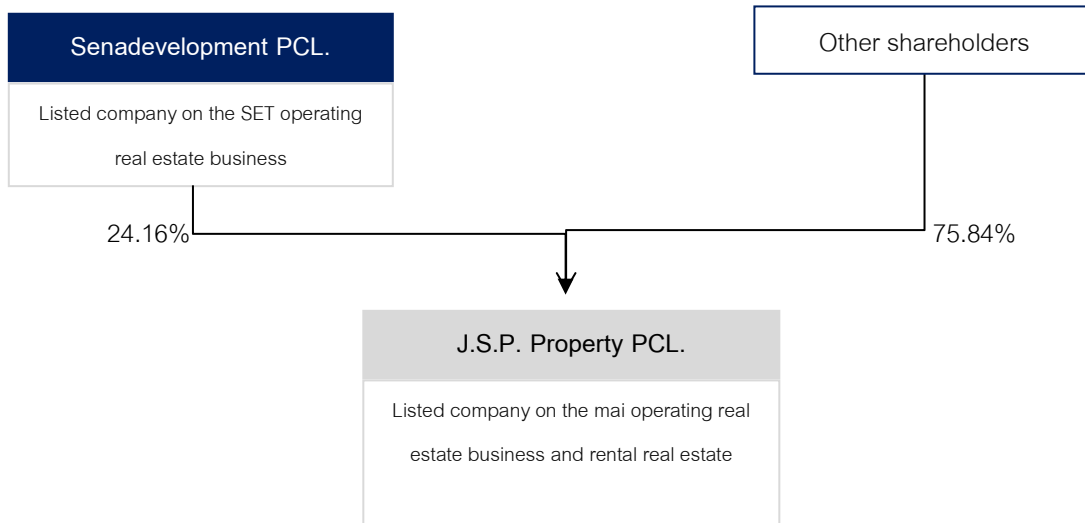 Senadevelopment PCL.
Other shareholders
Listed company on the SET operating
real estate business
24.16%
75.84%
J.S.P. Property PCL.
Listed company on the mai operating real
estate business and rental real estate